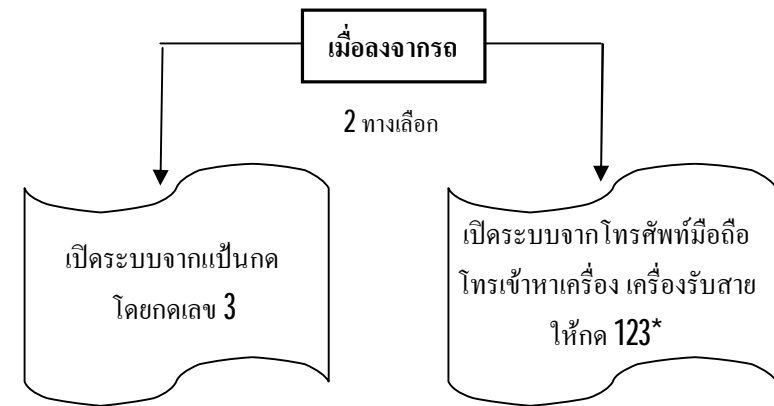 เมื่อลงจากรถ
2 ทางเลือก
เปิดระบบจากแป้นกด
โดยกดเลข 3
เปิดระบบจากโทรศัพท์มือถือ
โทรเข้าหาเครื่อง เครื่องรับสาย
ให้กด 123*